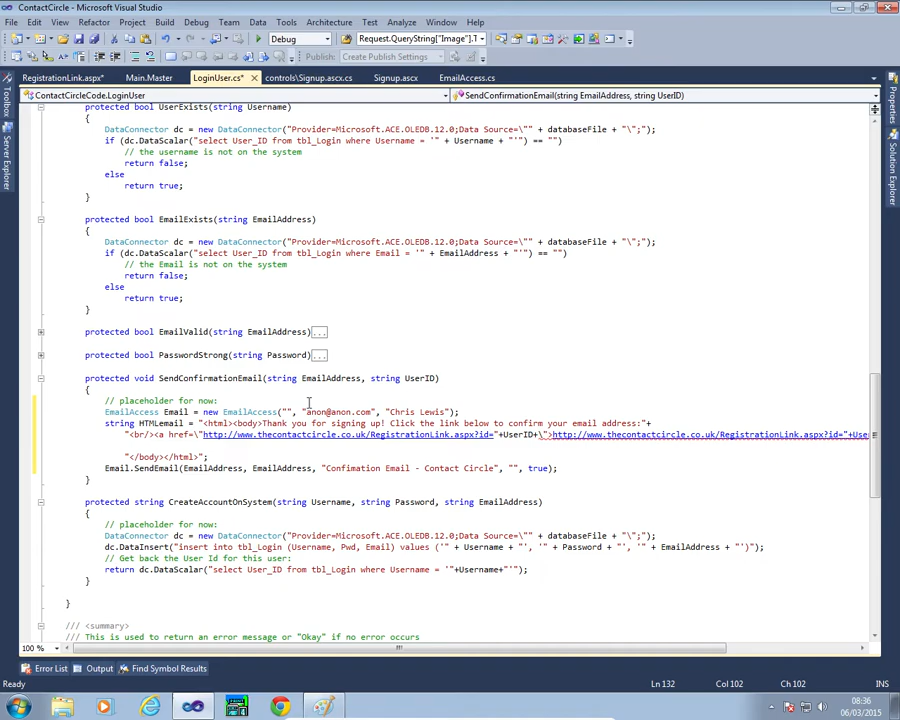 ContactCircle - Microsoft Visual Studio
File Edit View Refactor Project Build Debug Team Data Tools Architecture Test Analyze Window Help
Debug Request.QueryString["Image"].T
Publish: Create Publish Settings
RegistrationLink.aspx* Main.Master LoginUser.cs* controls\Signup.ascx.cs Signup.ascx EmailAccess.cs
ContactCircleCode.LoginUser SendConfirmationEmail(string EmailAddress, string UserID)
protected bool UserExists(string Username)
{
DataConnector dc = new DataConnector("Provider=Microsoft.ACE.OLEDB.12.0;Data Source=\"" + databaseFile + "\";");
if (dc.DataScalar("select User_ID from tbl_Login where Username = '" + Username + "'") == "")
// the username is not on the system
return false;
else
return true;
}
protected bool EmailExists(string EmailAddress)
{
DataConnector dc = new DataConnector("Provider=Microsoft.ACE.OLEDB.12.0;Data Source=\"" + databaseFile + "\";");
if (dc.DataScalar("select User_ID from tbl_Login where Email = '" + EmailAddress + "'") == "")
// the Email is not on the system
return false;
else
return true;
}
protected bool EmailValid(string EmailAddress)...
protected bool PasswordStrong(string Password)...
protected void SendConfirmationEmail(string EmailAddress, string UserID)
{
// placeholder for now:
EmailAccess Email = new EmailAccess("", "anon@anon.com", "Chris Lewis");
string HTMLemail = "<html><body>Thank you for signing up! Click the link below to confirm your email address:"+
"<br/><a href=\"http://www.thecontactcircle.co.uk/RegistrationLink.aspx?id="+UserID+\">http://www.thecontactcircle.co.uk/RegistrationLink.aspx?id="+Use
"</body></html>";
Email.SendEmail(EmailAddress, EmailAddress, "Confimation Email - Contact Circle", "", true);
}
protected string CreateAccountOnSystem(string Username, string Password, string EmailAddress)
{
// placeholder for now:
DataConnector dc = new DataConnector("Provider=Microsoft.ACE.OLEDB.12.0;Data Source=\"" + databaseFile + "\";");
dc.DataInsert("insert into tbl_Login (Username, Pwd, Email) values ('" + Username + "', '" + Password + "', '" + EmailAddress + "')");
// Get back the User Id for this user:
return dc.DataScalar("select User_ID from tbl_Login where Username = '"+Username+"'");
}
}
/// <summary>
/// This is used to return an error message or "Okay" if no error occurs
100 %
Error List Output Find Symbol Results
Ready Ln 132 Col 102 Ch 102 INS
08:36
06/03/2015
Toolbox
Server Explorer
Properties
Solution Explorer